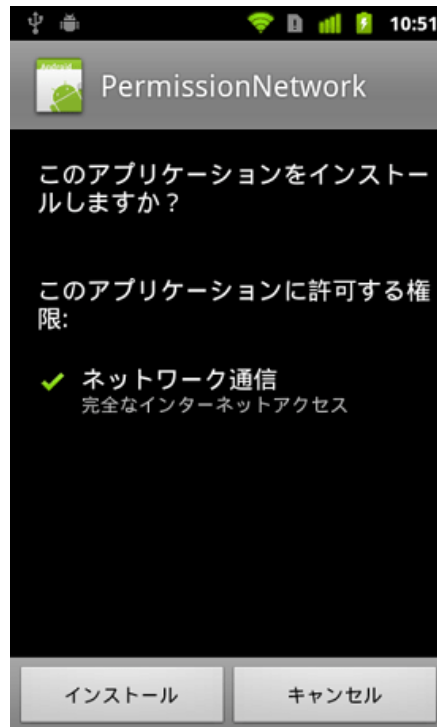 10:51
Android
PermissionNetwork
このアプリケーションをインストー
ルしますか？
このアプリケーションに許可する権
限:
ネットワーク通信
完全なインターネットアクセス
インストール
キャンセル